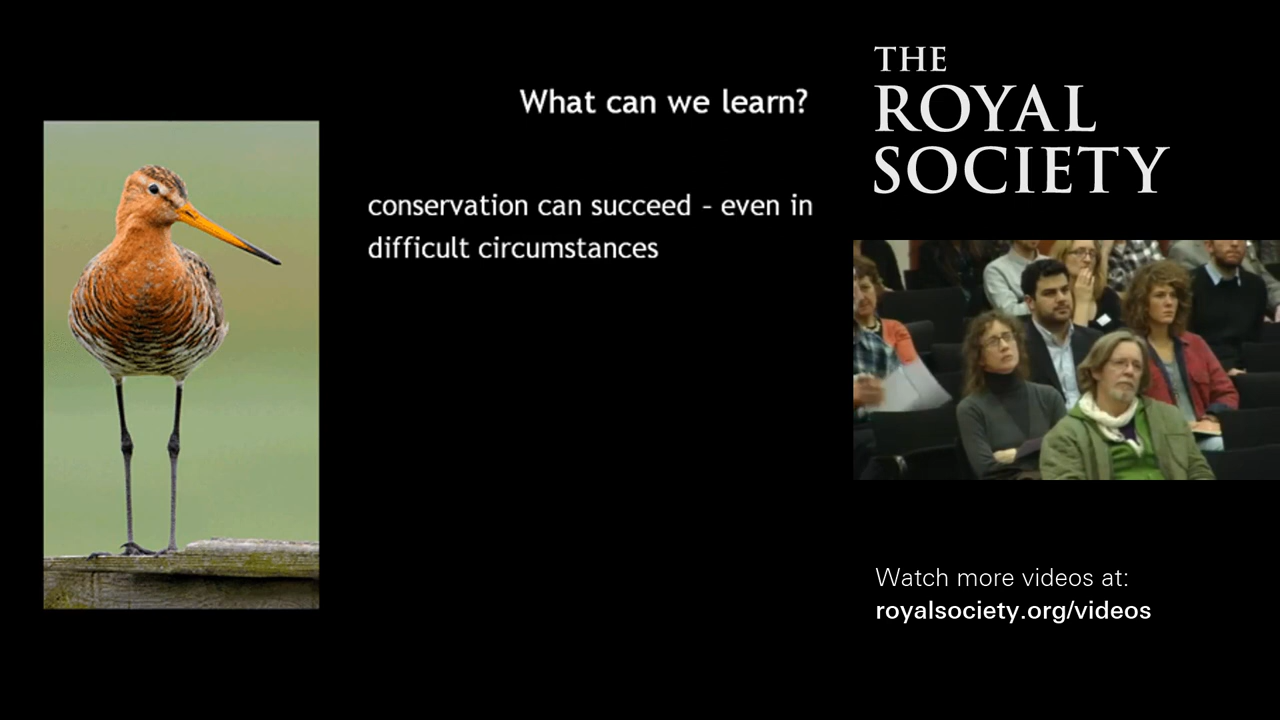 What can we learn?
conservation can succeed – even in
difficult circumstances
THE
ROYAL
SOCIETY
Watch more videos at:
royalsociety.org/videos